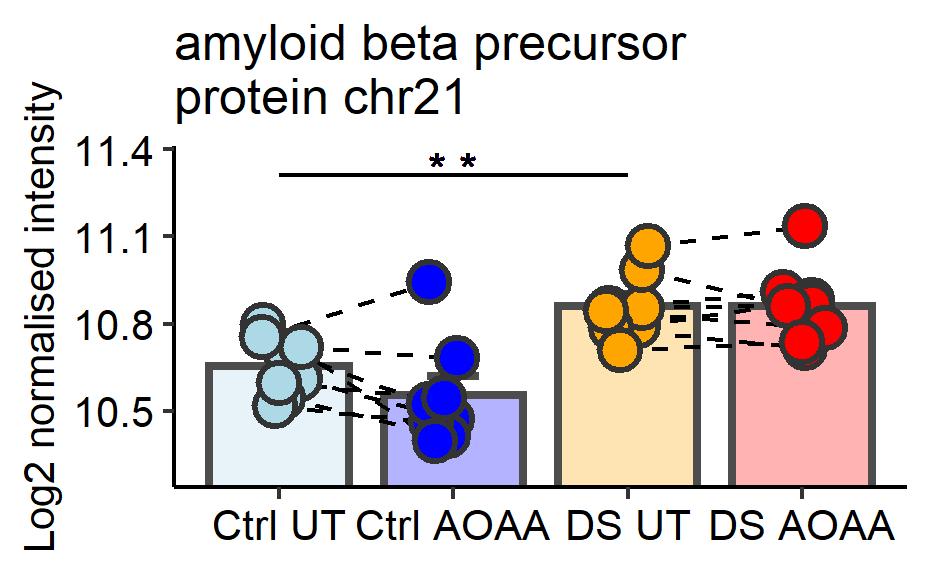 amyloid beta precursor
protein chr21
Log2 normalised intensity
11.4
11.1
10.8
10.5
* *
Ctrl UT Ctrl AOAA DS UT DS AOAA